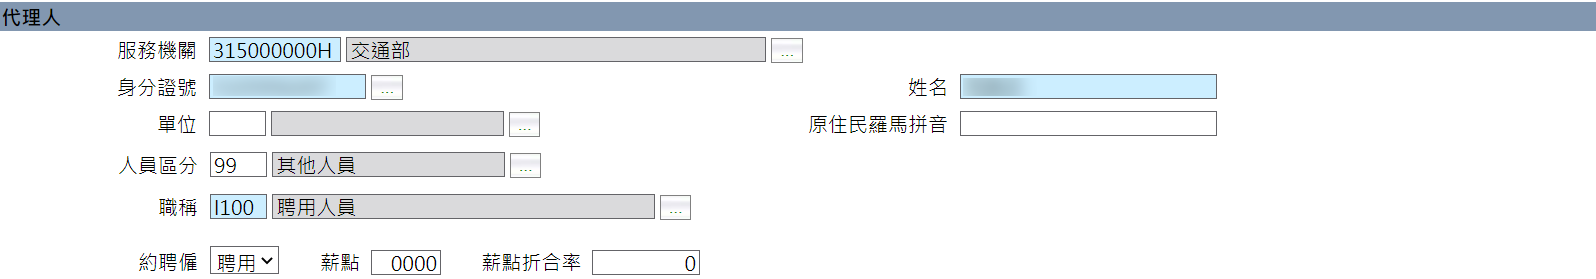 代理人
服務機關 315000000H 交通部 ...
身分證號 ... 姓名
單位 ... 原住民羅馬拼音
人員區分 99 其他人員 ...
職稱 I100 聘用人員 ...
約聘僱 聘用 薪點 0000 薪點折合率 0